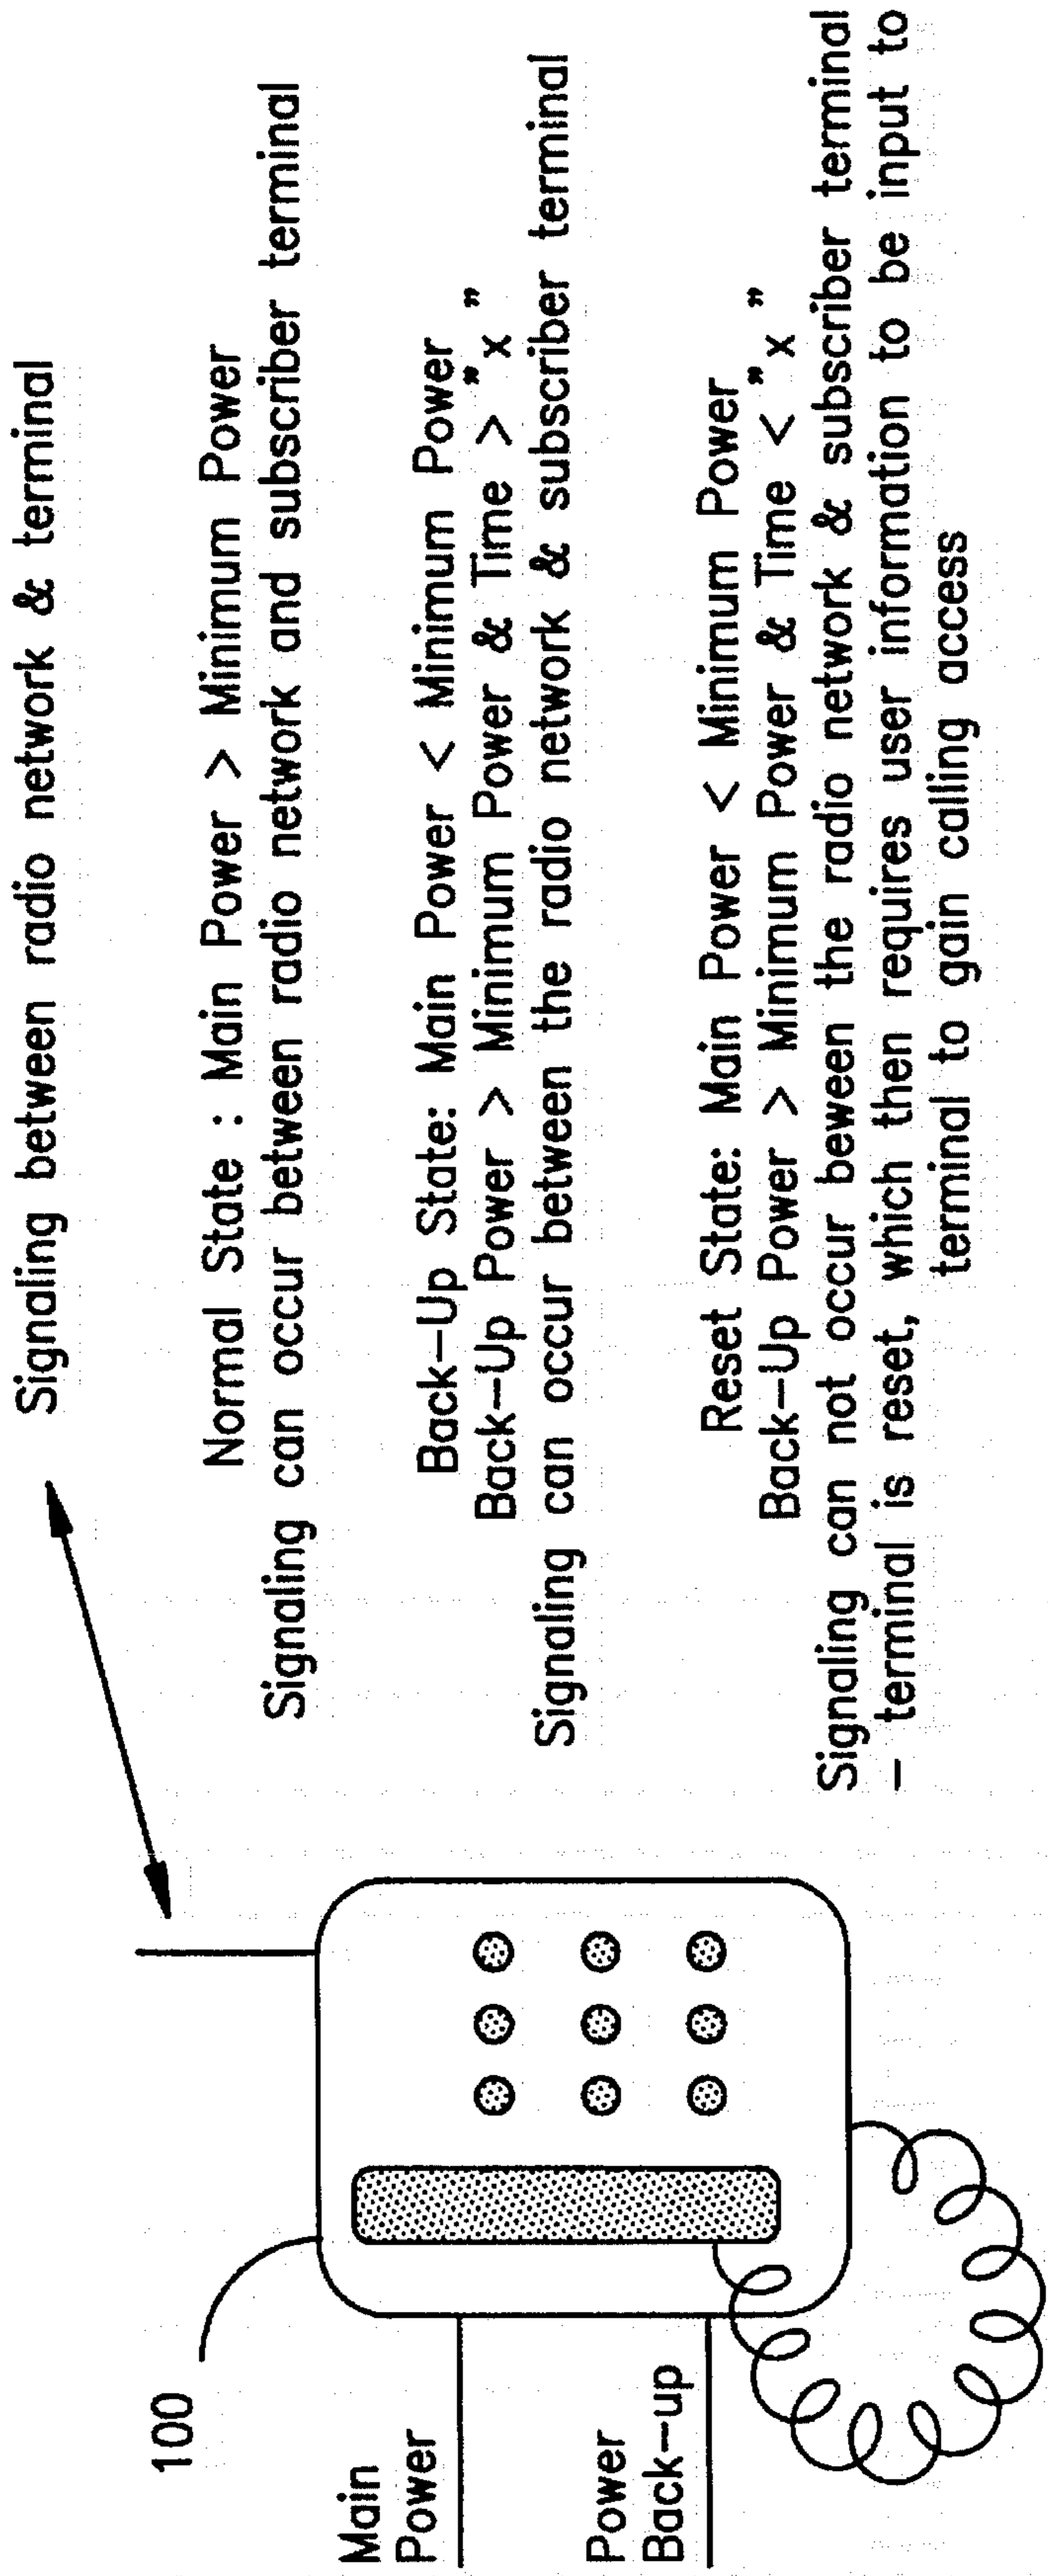 Signaling between radio network & terminal
Normal State : Main Power > Minimum Power
Signaling can occur between radio network and subscriber terminal
Back-Up State: Main Power < Minimum Power
Back-Up Power > Minimum Power & Time > "x"
Signaling can occur between the radio network & subscriber terminal
Reset State: Main Power < Minimum Power
Back-Up Power > Minimum Power & Time < "x"
Signaling can not occur beween the radio network & subscriber terminal
- terminal is reset, which then requires user information to be input to
terminal to gain calling access
100
Main
Power
Power
Back-up